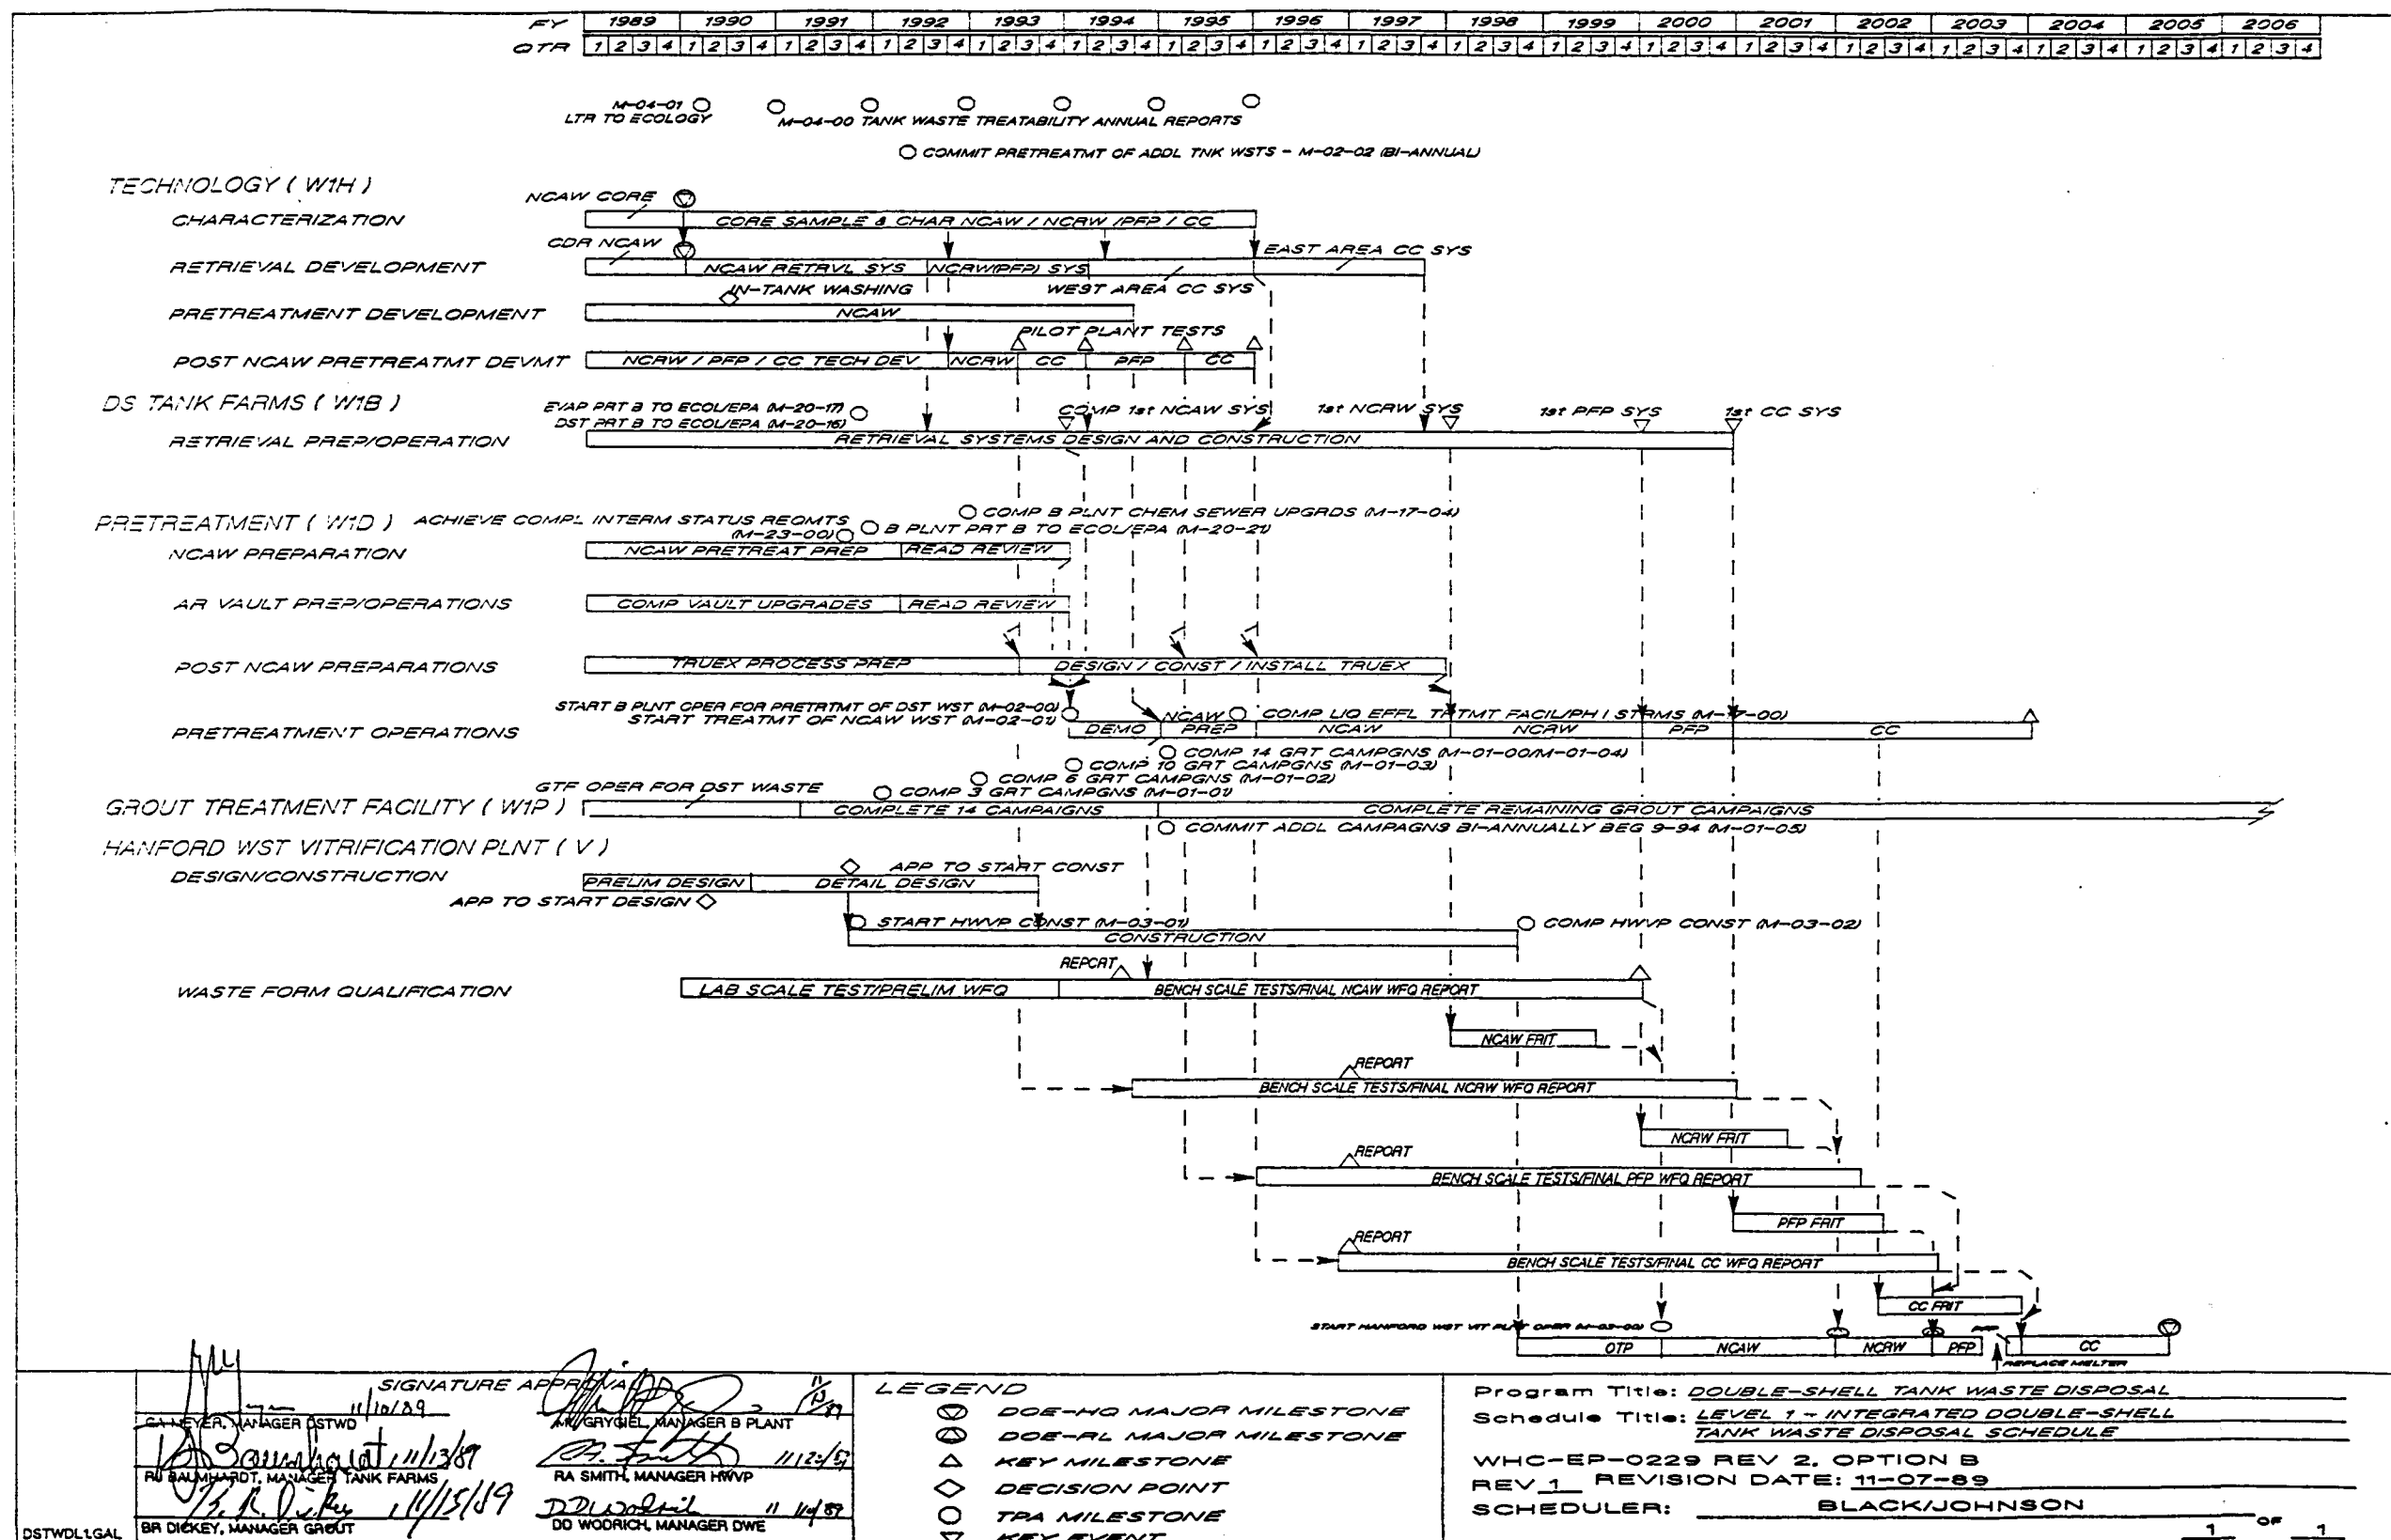 FY 1989 1990 1991 1992 1993 1994 1995 1996 1997 1998 1999 2000 2001 2002 2003 2004 2005 2006
QTR 1 2 3 4 1 2 3 4 1 2 3 4 1 2 3 4 1 2 3 4 1 2 3 4 1 2 3 4 1 2 3 4 1 2 3 4 1 2 3 4 1 2 3 4 1 2 3 4 1 2 3 4 1 2 3 4 1 2 3 4 1 2 3 4 1 2 3 4 1 2 3 4
M-04-01
LTR TO ECOLOGY
M-04-00 TANK WASTE TREATABILITY ANNUAL REPORTS
COMMIT PRETREATMT OF ADDL TNK WSTS - M-02-02 (BI-ANNUAL)
TECHNOLOGY ( W1H )
NCAW CORE
CHARACTERIZATION
CORE SAMPLE & CHAR NCAW / NCRW /PFP / CC
CDR NCAW
EAST AREA CC SYS
RETRIEVAL DEVELOPMENT
NCAW RETRVL SYS
NCRW(PFP) SYS
IN-TANK WASHING
WEST AREA CC SYS
PRETREATMENT DEVELOPMENT
NCAW
PILOT PLANT TESTS
POST NCAW PRETREATMT DEVMT
NCRW / PFP / CC TECH DEV
NCRW
CC
PFP
CC
DS TANK FARMS ( W1B )
EVAP PRT B TO ECOL/EPA (M-20-17)
DST PRT B TO ECOL/EPA (M-20-16)
COMP 1st NCAW SYS
1st NCRW SYS
1st PFP SYS
1st CC SYS
RETRIEVAL PREP/OPERATION
RETRIEVAL SYSTEMS DESIGN AND CONSTRUCTION
COMP B PLNT CHEM SEWER UPGRDS (M-17-04)
PRETREATMENT ( W1D )
ACHIEVE COMPL INTERM STATUS REQMTS
(M-23-00)
B PLNT PRT B TO ECOL/EPA (M-20-21)
NCAW PREPARATION
NCAW PRETREAT PREP
READ REVIEW
AR VAULT PREP/OPERATIONS
COMP VAULT UPGRADES
READ REVIEW
POST NCAW PREPARATIONS
TRUEX PROCESS PREP
DESIGN / CONST / INSTALL TRUEX
START B PLNT OPER FOR PRETRTMT OF DST WST (M-02-00)
START TREATMT OF NCAW WST (M-02-01)
NCAW
COMP LIQ EFFL TRTMT FACIL/PH I STRMS (M-17-00)
PRETREATMENT OPERATIONS
DEMO
PREP
NCAW
NCRW
PFP
CC
COMP 14 GRT CAMPGNS (M-01-00/M-01-04)
COMP 10 GRT CAMPGNS (M-01-03)
COMP 6 GRT CAMPGNS (M-01-02)
GTF OPER FOR DST WASTE
COMP 3 GRT CAMPGNS (M-01-01)
GROUT TREATMENT FACILITY ( W1P )
COMPLETE 14 CAMPAIGNS
COMPLETE REMAINING GROUT CAMPAIGNS
COMMIT ADDL CAMPAGNS BI-ANNUALLY BEG 9-94 (M-01-05)
HANFORD WST VITRIFICATION PLNT ( V )
APP TO START CONST
DESIGN/CONSTRUCTION
PRELIM DESIGN
DETAIL DESIGN
APP TO START DESIGN
START HWVP CONST (M-03-01)
COMP HWVP CONST (M-03-02)
CONSTRUCTION
REPORT
WASTE FORM QUALIFICATION
LAB SCALE TEST/PRELIM WFQ
BENCH SCALE TESTS/FINAL NCAW WFQ REPORT
NCAW FRIT
REPORT
BENCH SCALE TESTS/FINAL NCRW WFQ REPORT
NCRW FRIT
REPORT
BENCH SCALE TESTS/FINAL PFP WFQ REPORT
PFP FRIT
REPORT
BENCH SCALE TESTS/FINAL CC WFQ REPORT
CC FRIT
START HANFORD WST VIT PLNT OPER (M-03-00)
PFP
OTP
NCAW
NCRW
PFP
CC
REPLACE MELTER
SIGNATURE APPROVAL
11/10/89
GA MEYER, MANAGER DSTWD
GRYGIEL, MANAGER B PLANT
11/13/89
RJ BAUMHARDT, MANAGER TANK FARMS
RA SMITH, MANAGER HWVP
B. R. Dickey 11/15/89
BR DICKEY, MANAGER GROUT
DD Wodrich
DD WODRICH, MANAGER DWE
DSTWDL1.GAL
LEGEND
DOE-HQ MAJOR MILESTONE
DOE-RL MAJOR MILESTONE
KEY MILESTONE
DECISION POINT
TPA MILESTONE
KEY EVENT
Program Title: DOUBLE-SHELL TANK WASTE DISPOSAL
Schedule Title: LEVEL 1 - INTEGRATED DOUBLE-SHELL
TANK WASTE DISPOSAL SCHEDULE
WHC-EP-0229 REV 2, OPTION B
REV 1 REVISION DATE: 11-07-89
SCHEDULER: BLACK/JOHNSON
1 OF 1